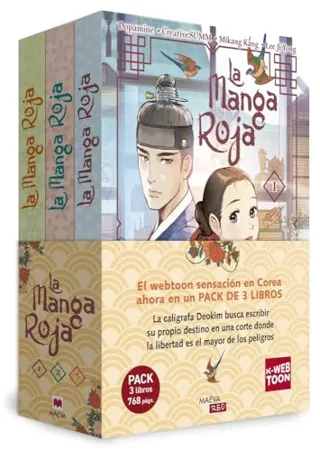 Dopamine • CreativeSUMM • Mikang Kang • Lee Ji Yong
La
Manga
Roja
1
La Manga Roja
La Manga Roja
La Manga Roja
El webtoon sensación en Corea
ahora en un PACK DE 3 LIBROS
La calígrafa Deokim busca escribir
su propio destino en una corte donde
la libertad es el mayor de los peligros
La
Manga
Roja
PACK
3 libros
768 págs.
MAEVA
MAEVA
K-WEB
TOON